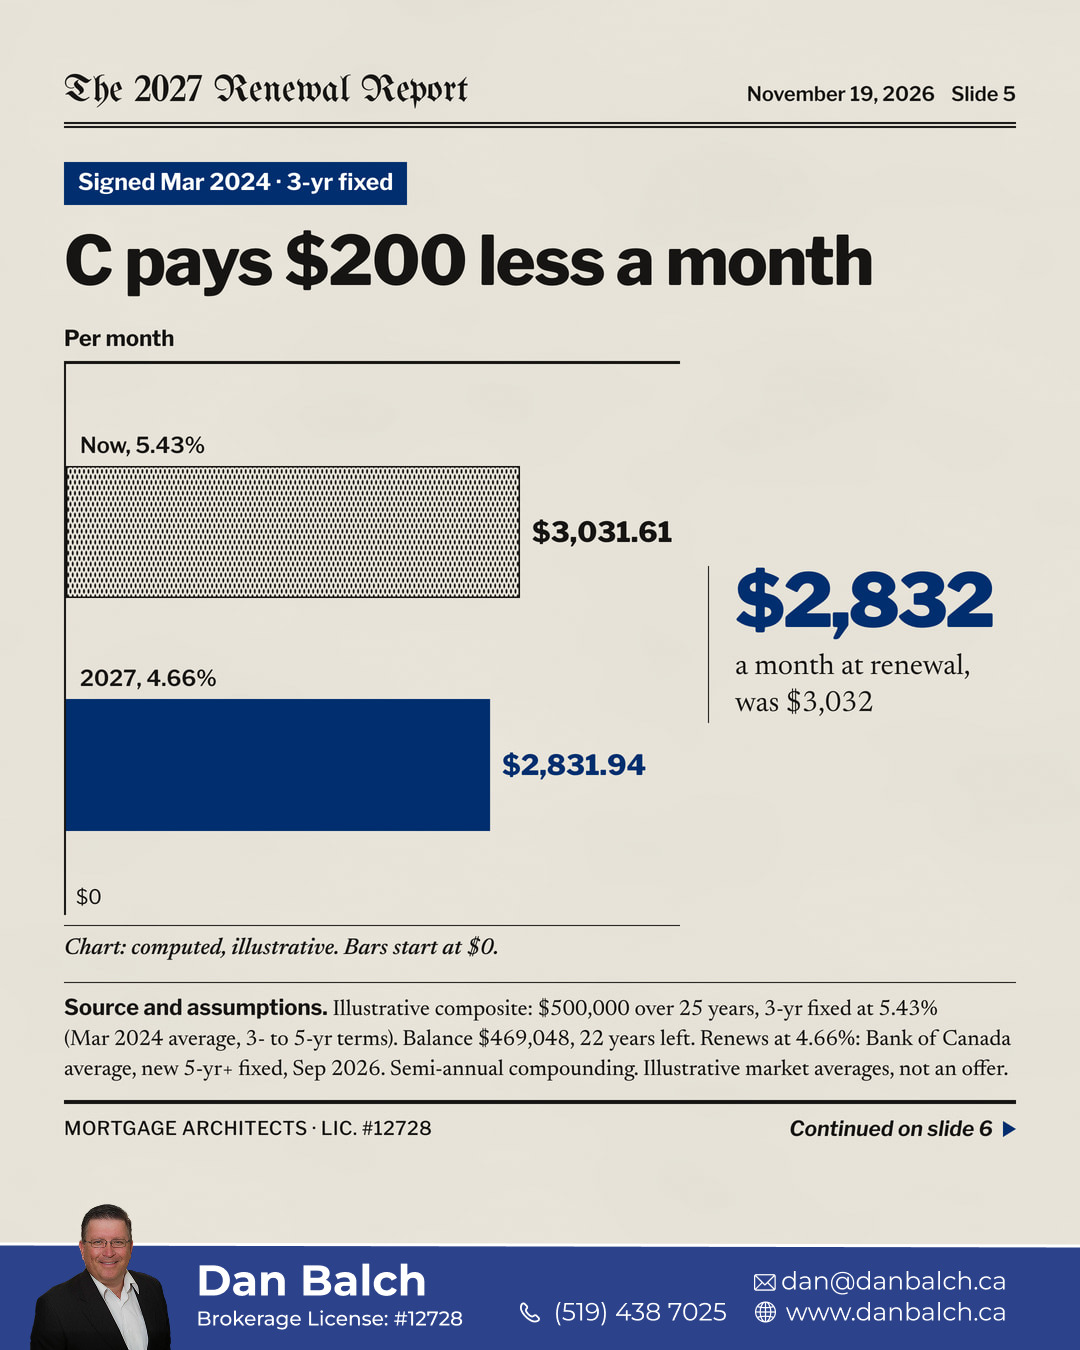 The 2027 Renewal Report
November 19, 2026 Slide 5
Signed Mar 2024 · 3-yr fixed
C pays $200 less a month
Per month
Now, 5.43%
$3,031.61
$2,832
a month at renewal,
was $3,032
2027, 4.66%
$2,831.94
$0
Chart: computed, illustrative. Bars start at $0.
Source and assumptions. Illustrative composite: $500,000 over 25 years, 3-yr fixed at 5.43%
(Mar 2024 average, 3- to 5-yr terms). Balance $469,048, 22 years left. Renews at 4.66%: Bank of Canada
average, new 5-yr+ fixed, Sep 2026. Semi-annual compounding. Illustrative market averages, not an offer.
MORTGAGE ARCHITECTS · LIC. #12728
Continued on slide 6
Dan Balch
Brokerage License: #12728
(519) 438 7025
dan@danbalch.ca
www.danbalch.ca